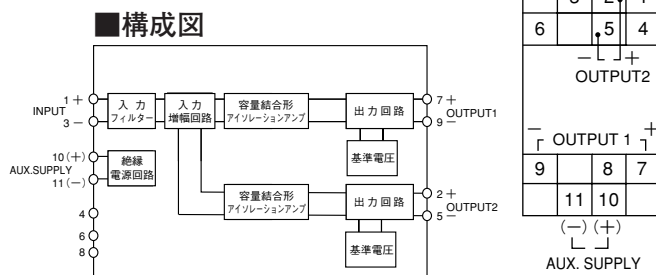 ■構成図
1 +
INPUT
3 −
入 力
フィルター
入 力
増幅回路
容量結合形
アイソレーションアンプ
出力回路
7 +
OUTPUT1
9 −
基準電圧
10(+)
AUX.SUPPLY
11(−)
絶縁
電源回路
容量結合形
アイソレーションアンプ
出力回路
2 +
OUTPUT2
5 −
基準電圧
4
6
8
6 5 4
− +
OUTPUT2
− +
OUTPUT 1
9 8 7
11 10
(−) (+)
AUX. SUPPLY